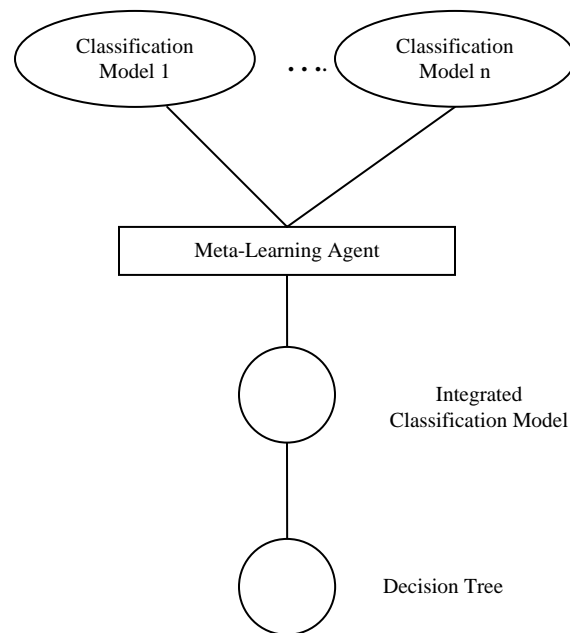 Classification
Model 1
....
Classification
Model n
Meta-Learning Agent
Integrated
Classification Model
Decision Tree